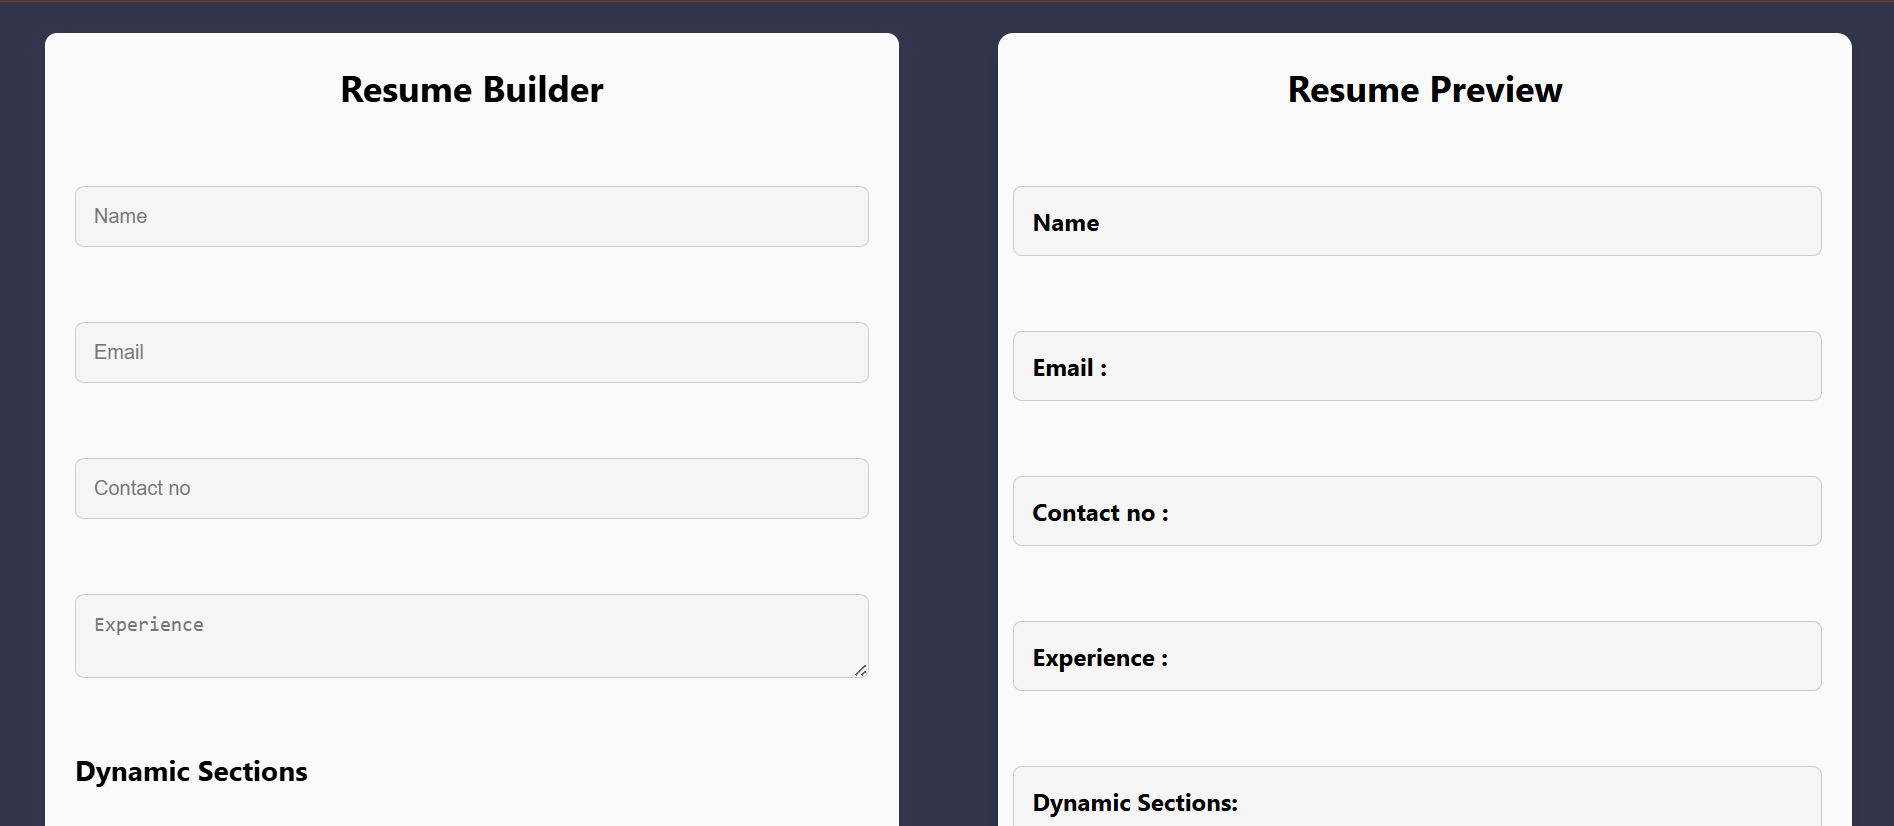 Resume Builder
Name
Email
Contact no
Experience
Dynamic Sections
Resume Preview
Name
Email :
Contact no :
Experience :
Dynamic Sections: